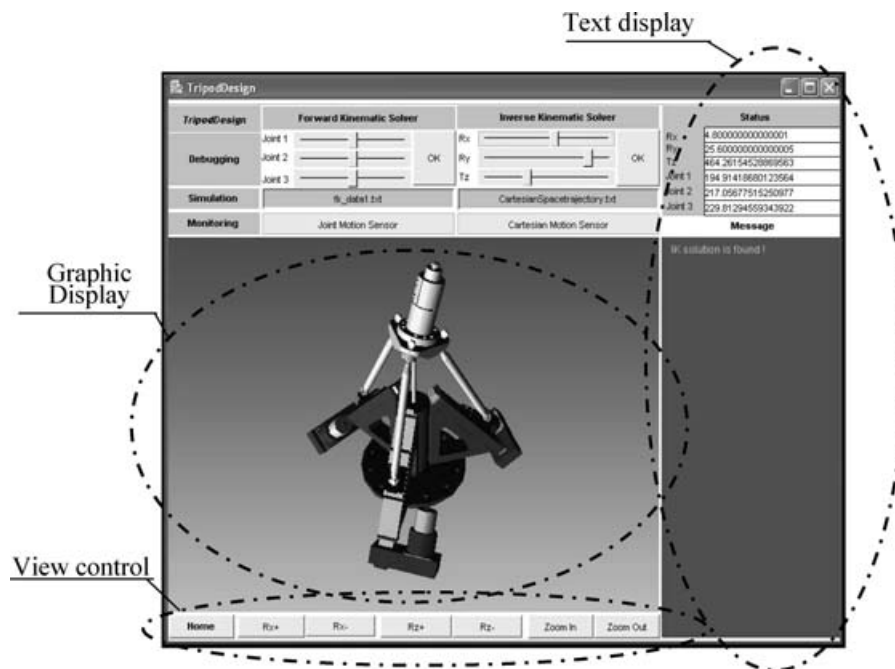 Text display
TripodDesign
TripodDesign
Forward Kinematic Solver
Inverse Kinematic Solver
Status
Debugging
Joint 1
Joint 2
Joint 3
OK
Rx
Ry
Tz
OK
Rx
4.800000000000001
Ry
25.600000000000005
Tz
464.26154528869563
Joint 1
194.91418680123564
Joint 2
217.05677515250977
Joint 3
229.81294559343922
Simulation
fk_data1.txt
CartesianSpacetrajectory.txt
Monitoring
Joint Motion Sensor
Cartesian Motion Sensor
Message
IK solution is found !
Graphic
Display
View control
Home
Rx+
Rx-
Rz+
Rz-
Zoom In
Zoom Out